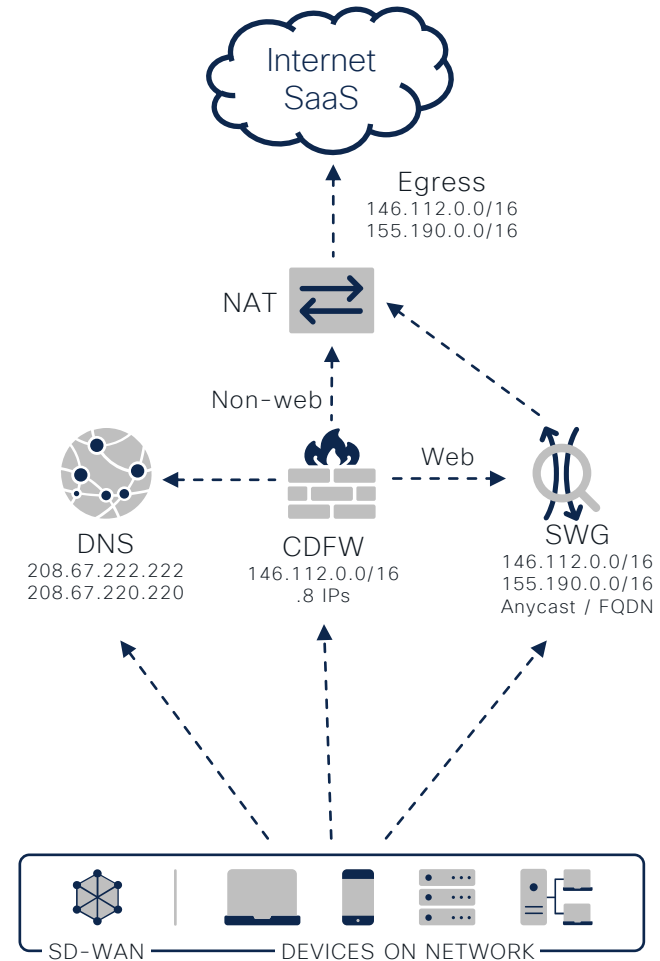 Internet
SaaS
Egress
146.112.0.0/16
155.190.0.0/16
NAT
Non-web
Web
DNS
208.67.222.222
208.67.220.220
CDFW
146.112.0.0/16
.8 IPs
SWG
146.112.0.0/16
155.190.0.0/16
Anycast / FQDN
SD-WAN
DEVICES ON NETWORK